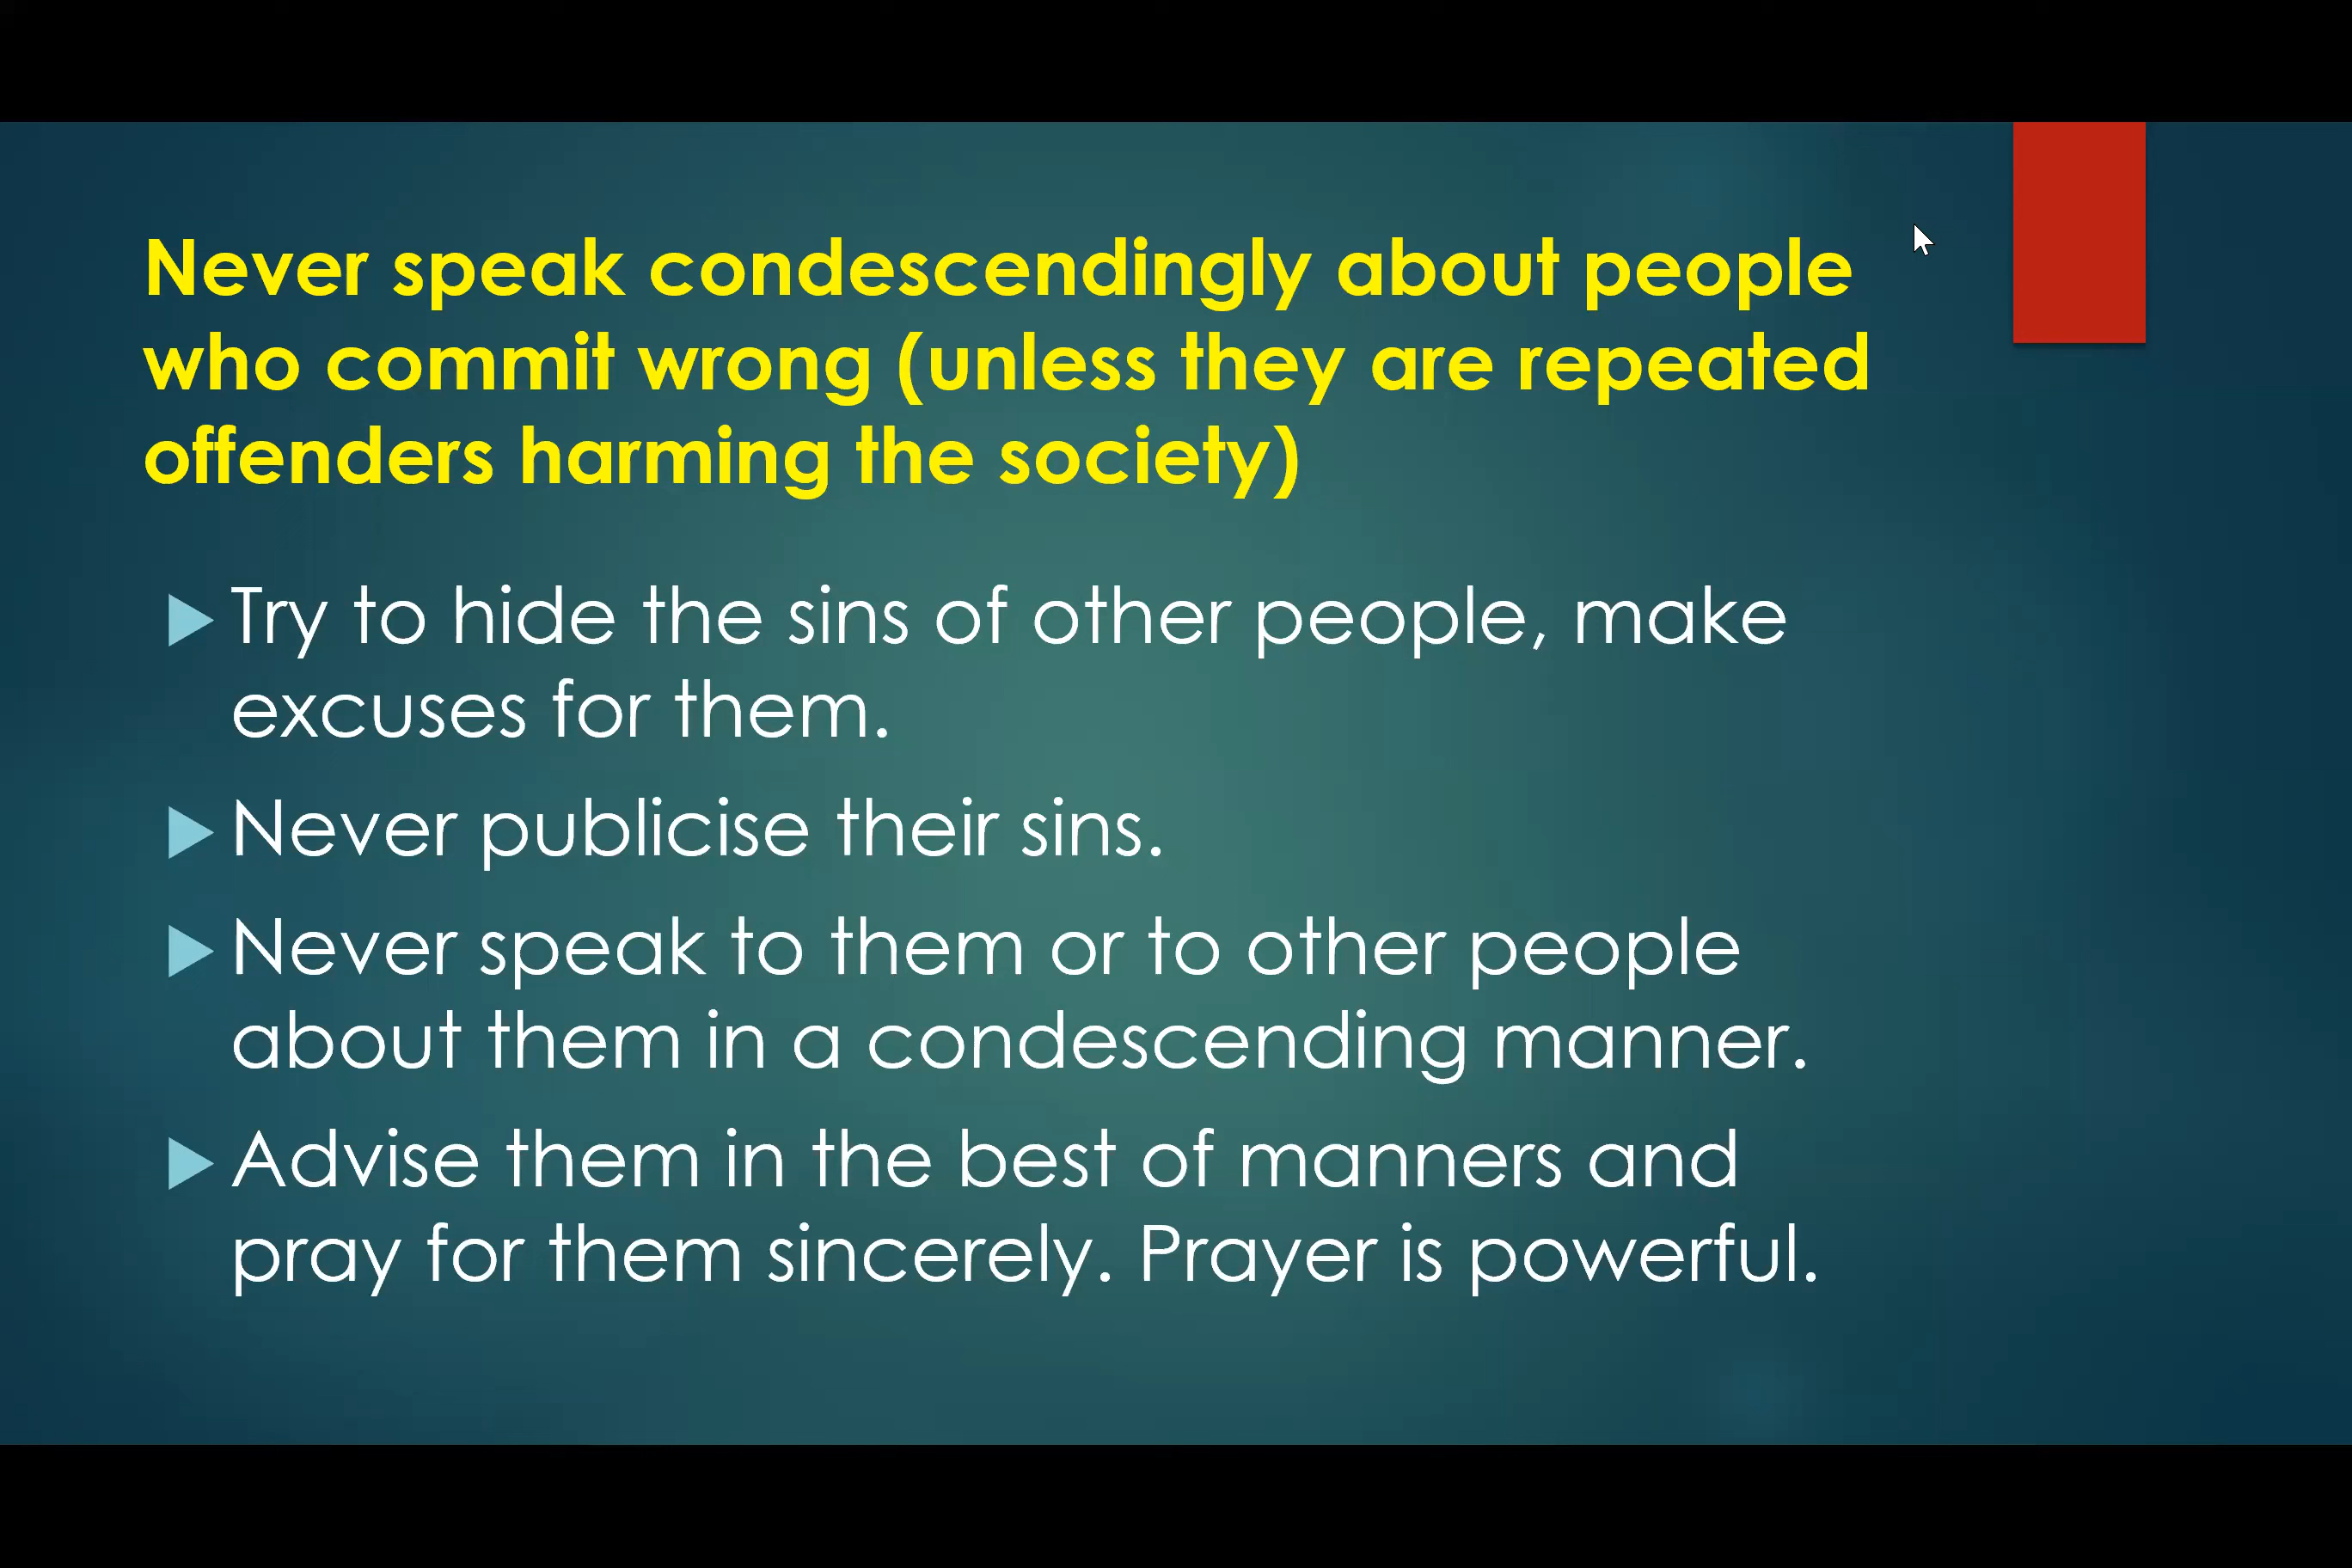 Never speak condescendingly about people
who commit wrong (unless they are repeated
offenders harming the society)
Try to hide the sins of other people, make
excuses for them.
Never publicise their sins.
Never speak to them or to other people
about them in a condescending manner.
Advise them in the best of manners and
pray for them sincerely. Prayer is powerful.